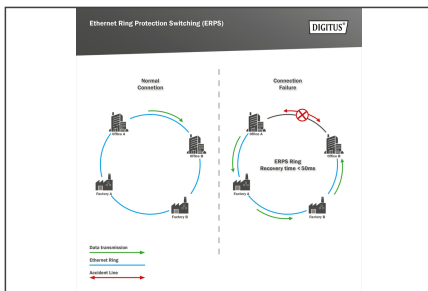 Ethernet Ring Protection Switching (ERPS)
DIGITUS®
Normal
Connetion
Connection
Failure
Office A
Office B
Factory A
Factory B
Office A
Office B
ERPS Ring
Recovery time <50ms
Factory A
Factory B
Data transmission
Ethernet Ring
Accident Line